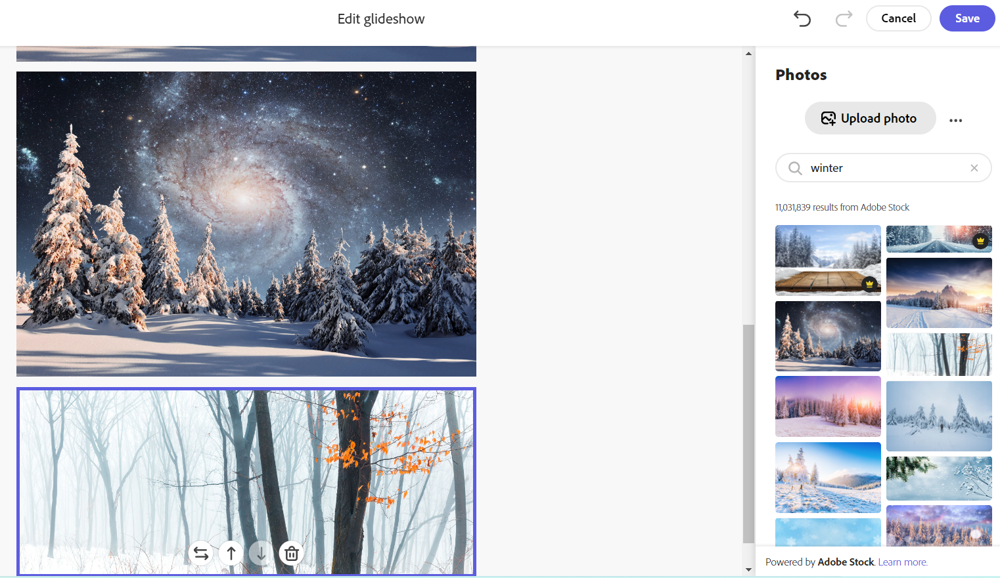 Edit glideshow
Cancel
Save
Photos
Upload photo
winter
11,031,839 results from Adobe Stock
Powered by Adobe Stock. Learn more.